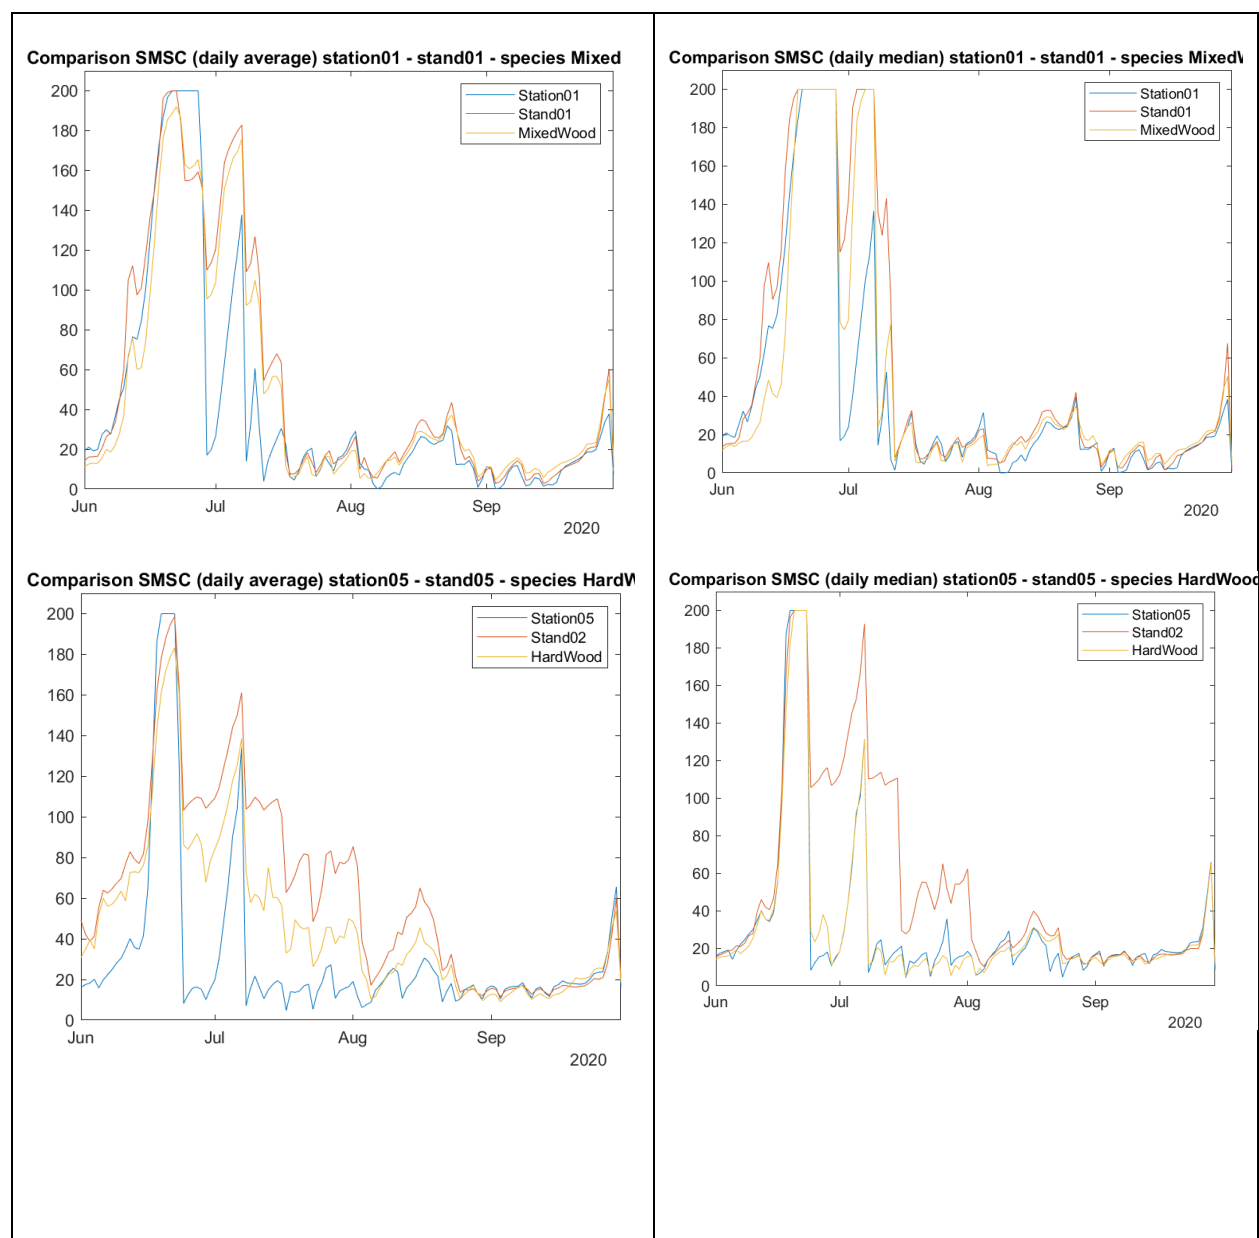 Comparison SMSC (daily average) station01 - stand01 - species Mixed
Station01
Stand01
MixedWood
200
180
160
140
120
100
80
60
40
20
0
Jun
Jul
Aug
Sep
2020
Comparison SMSC (daily median) station01 - stand01 - species MixedW
Station01
Stand01
MixedWood
200
180
160
140
120
100
80
60
40
20
0
Jun
Jul
Aug
Sep
2020
Comparison SMSC (daily average) station05 - stand05 - species HardW
Station05
Stand02
HardWood
200
180
160
140
120
100
80
60
40
20
0
Jun
Jul
Aug
Sep
2020
Comparison SMSC (daily median) station05 - stand05 - species HardWood
Station05
Stand02
HardWood
200
180
160
140
120
100
80
60
40
20
0
Jun
Jul
Aug
Sep
2020